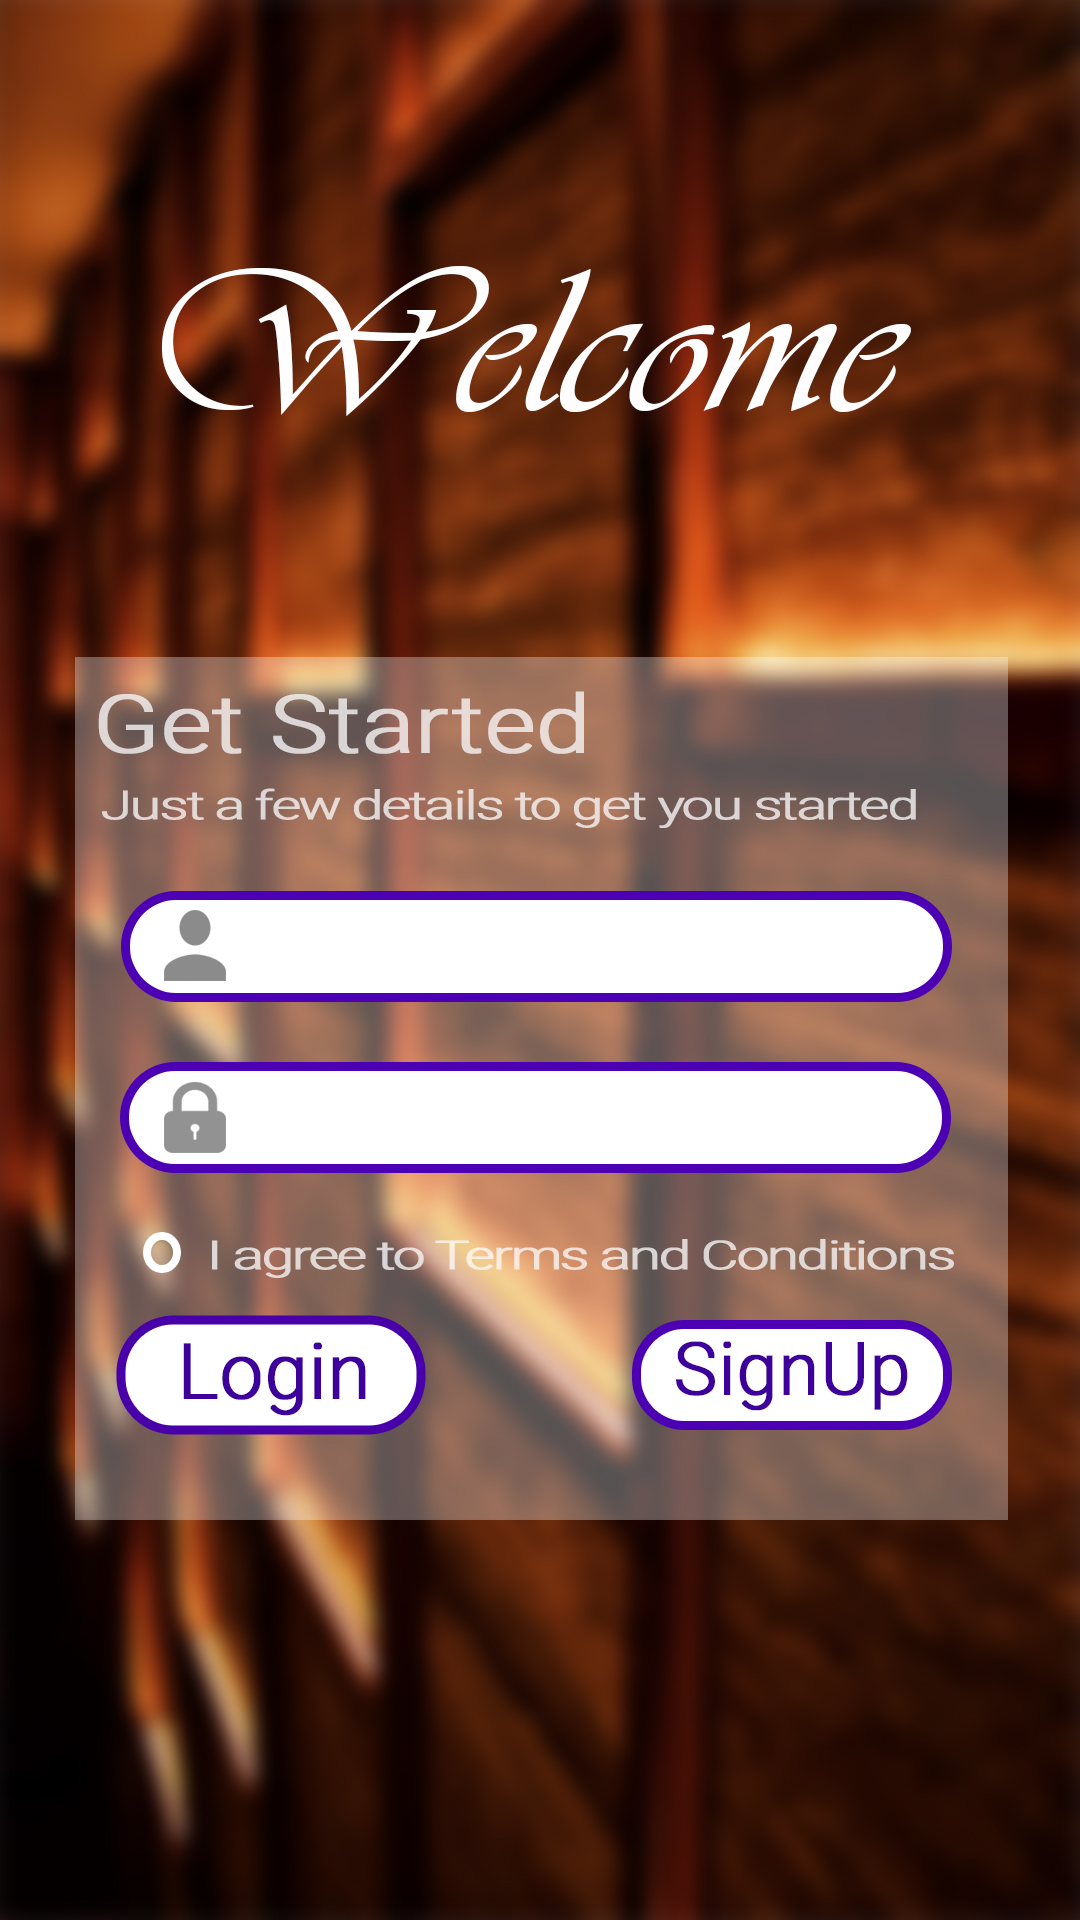 Welcome
Get Started
Just a few details to get you started
I agree to Terms and Conditions
Login
SignUp